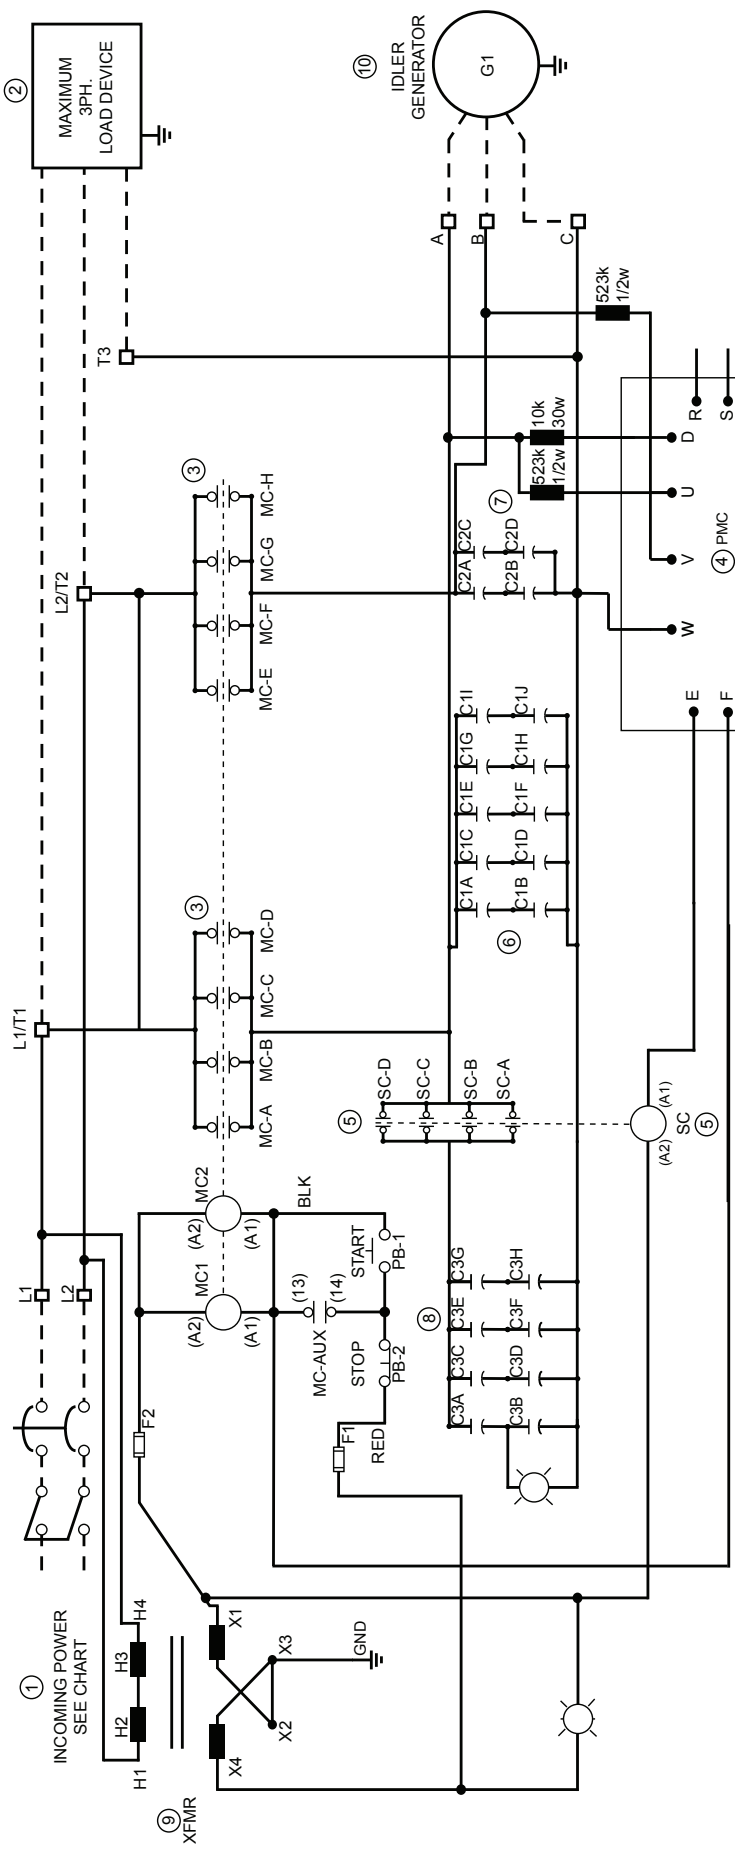 1
INCOMING POWER
SEE CHART
L1
L2
L1/T1
L2/T2
T3
2
MAXIMUM
3PH.
LOAD DEVICE
9
XFMR
H1
H2
H3
H4
X4
X1
X2
X3
GND
F2
F1
RED
BLK
(A2)
MC1
(A1)
(A2)
MC2
(A1)
MC-AUX
(13)
(14)
STOP
PB-2
START
PB-1
3
MC-A
MC-B
MC-C
MC-D
3
MC-E
MC-F
MC-G
MC-H
10
IDLER
GENERATOR
G1
A
B
C
5
SC-D
SC-C
SC-B
SC-A
8
C3A
C3C
C3E
C3G
C3B
C3D
C3F
C3H
6
C1A
C1C
C1E
C1G
C1I
C1B
C1D
C1F
C1H
C1J
7
C2A
C2C
C2B
C2D
523k
1/2w
10k
30w
523k
1/2w
(A2)
(A1)
SC
5
E
F
W
V
U
D
R
S
4
PMC